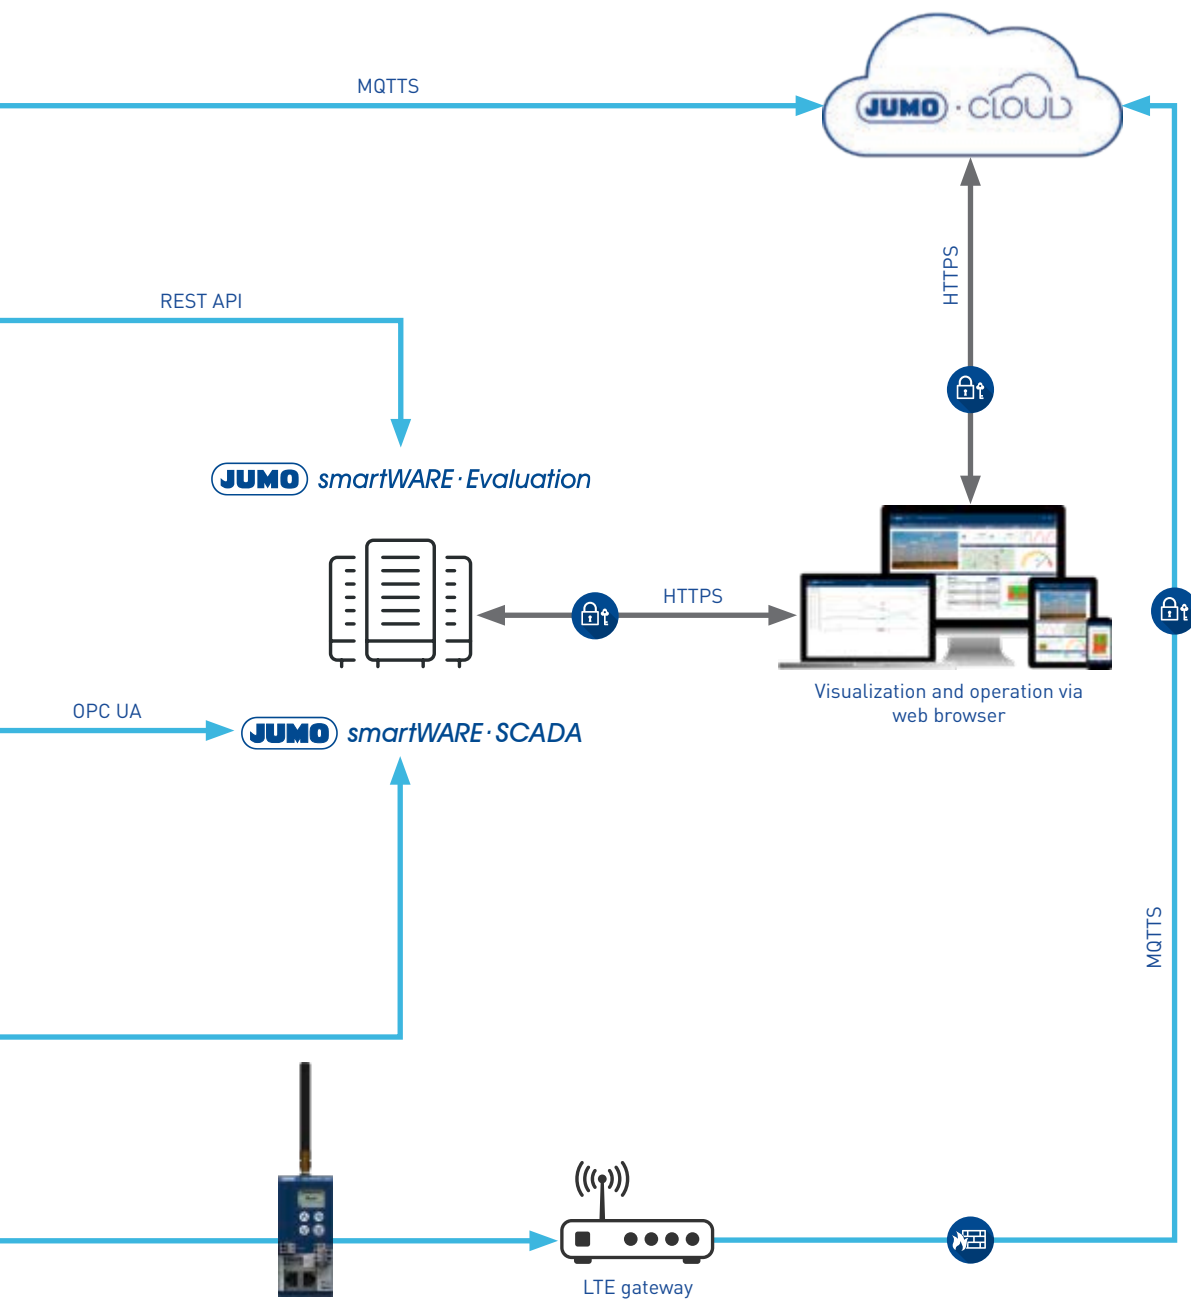 MQTTS
JUMO · CLOUD
HTTPS
REST API
JUMO smartWARE · Evaluation
HTTPS
Visualization and operation via
web browser
OPC UA
JUMO smartWARE · SCADA
MQTTS
LTE gateway